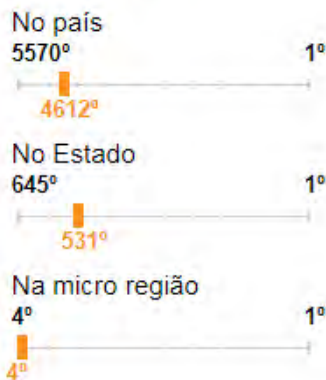 No país
5570º 1º
4612º
No Estado
645º 1º
531º
Na micro região
4º 1º
4º